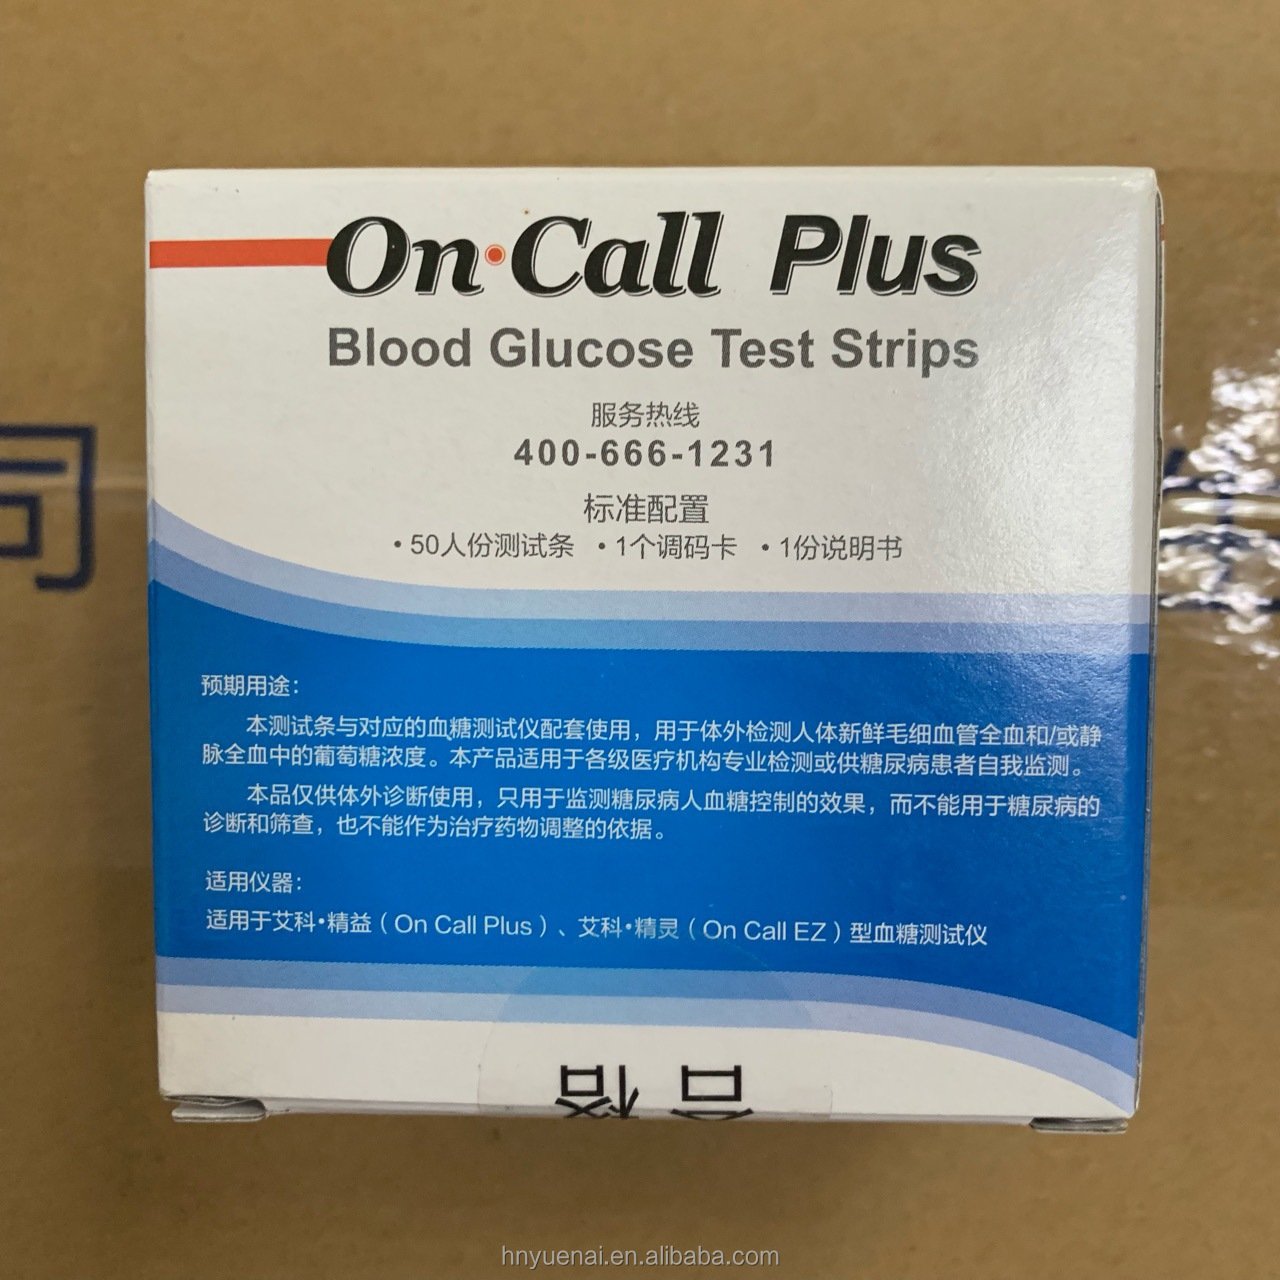 On·Call Plus
Blood Glucose Test Strips
服务热线
400-666-1231
标准配置
·50人份测试条 ·1个调码卡 ·1份说明书
预期用途：
本测试条与对应的血糖测试仪配套使用，用于体外检测人体新鲜毛细血管全血和/或静
脉全血中的葡萄糖浓度。本产品适用于各级医疗机构专业检测或供糖尿病患者自我监测。
本品仅供体外诊断使用，只用于监测糖尿病人血糖控制的效果，而不能用于糖尿病的
诊断和筛查，也不能作为治疗药物调整的依据。
适用仪器：
适用于艾科·精益（On Call Plus）、艾科·精灵（On Call EZ）型血糖测试仪
合格
司
hnyuenai.en.alibaba.com